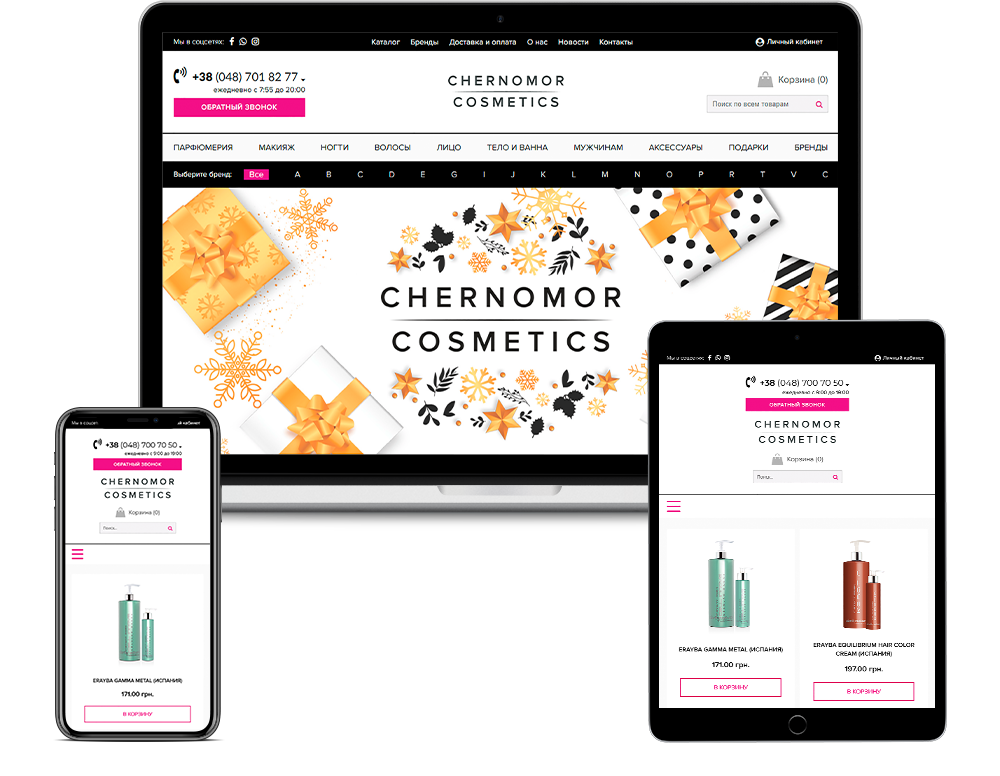 Мы в соцсетях:
Каталог Бренды Доставка и оплата О нас Новости Контакты
Личный кабинет
+38 (048) 701 82 77
ежедневно с 7:55 до 20:00
ОБРАТНЫЙ ЗВОНОК
CHERNOMOR
COSMETICS
Корзина (0)
Поиск по всем товарам
ПАРФЮМЕРИЯ МАКИЯЖ НОГТИ ВОЛОСЫ ЛИЦО ТЕЛО И ВАННА МУЖЧИНАМ АКСЕССУАРЫ ПОДАРКИ БРЕНДЫ
Выберите бренд: Все A B C D E G I J K L M N O P R T V С
CHERNOMOR
COSMETICS
Мы в соцсет
кабинет
+38 (048) 700 70 50
ежедневно с 9:00 до 19:00
ОБРАТНЫЙ ЗВОНОК
CHERNOMOR
COSMETICS
Корзина (0)
Поиск...
ERAYBA GAMMA METAL (ИСПАНИЯ)
171.00 грн.
В КОРЗИНУ
Мы в соцсетях:
Личный кабинет
+38 (048) 700 70 50
ежедневно с 9:00 до 19:00
ОБРАТНЫЙ ЗВОНОК
CHERNOMOR
COSMETICS
Корзина (0)
Поиск...
ERAYBA GAMMA METAL (ИСПАНИЯ)
171.00 грн.
В КОРЗИНУ
ERAYBA EQUILIBRIUM HAIR COLOR
CREAM (ИСПАНИЯ)
197.00 грн.
В КОРЗИНУ